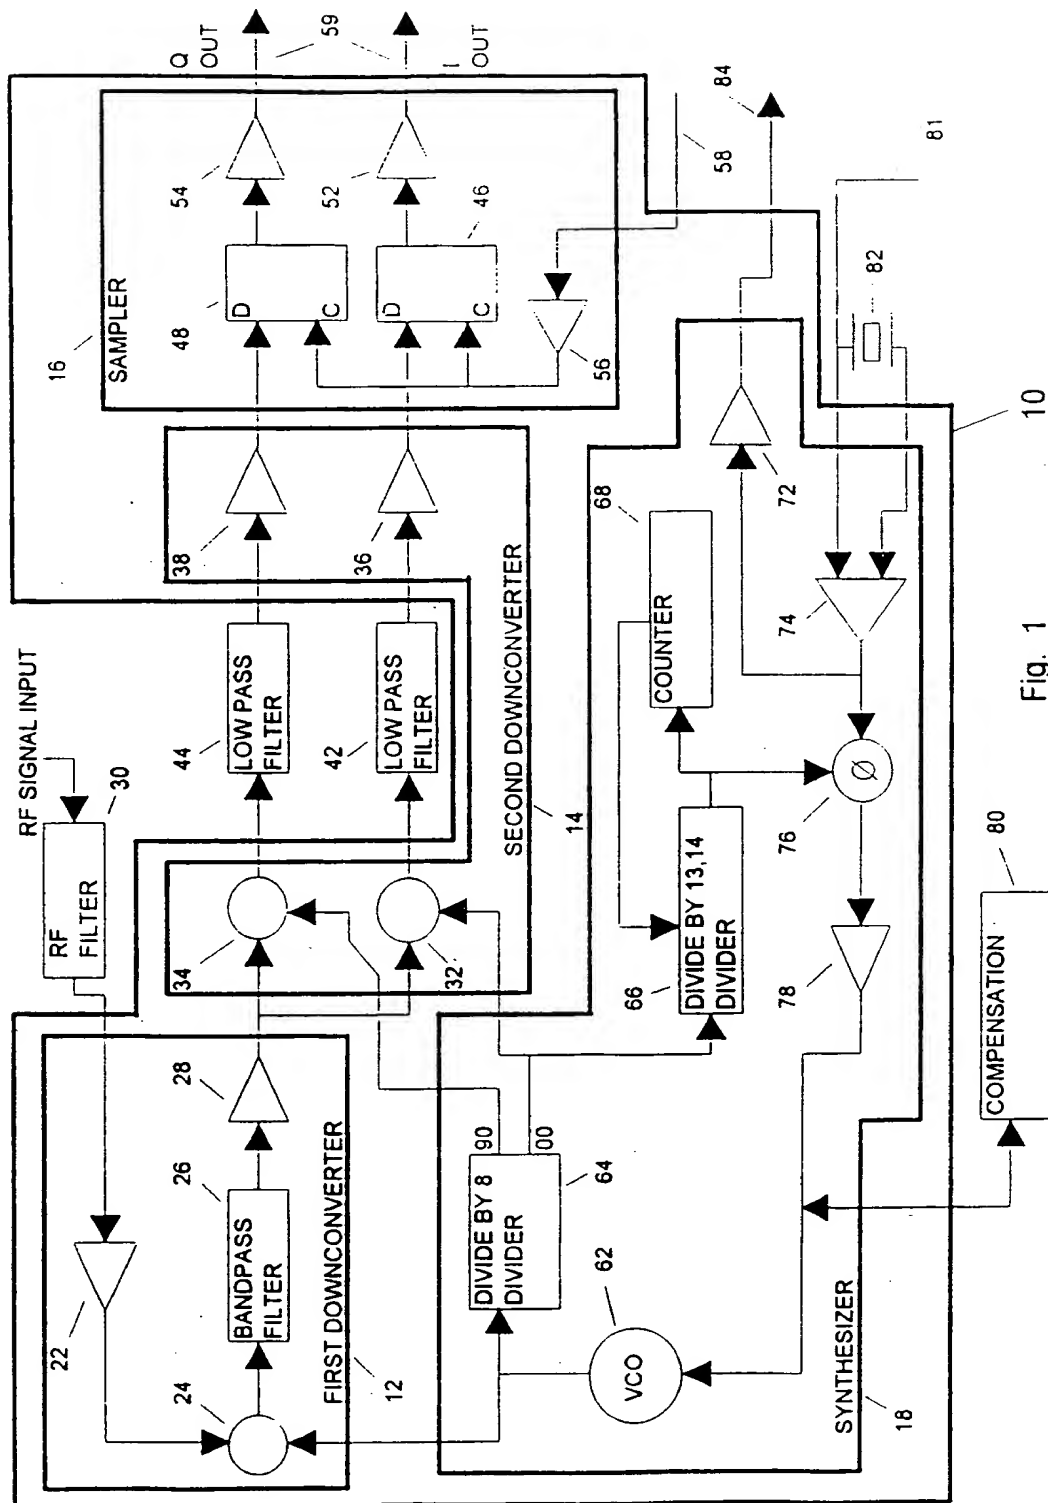 RF SIGNAL INPUT
RF
FILTER
30
22
24
BANDPASS
FILTER
26
28
FIRST DOWNCONVERTER
12
34
32
LOW PASS
FILTER
44
LOW PASS
FILTER
42
38
36
SECOND DOWNCONVERTER
14
16
SAMPLER
48
D
C
D
C
46
54
52
56
Q
OUT
59
I
OUT
58
84
VCO
62
DIVIDE BY 8
DIVIDER
90
00
64
66
DIVIDE BY 13,14
DIVIDER
COUNTER
68
72
74
76
Ø
78
82
81
SYNTHESIZER
18
COMPENSATION
80
10
Fig. 1